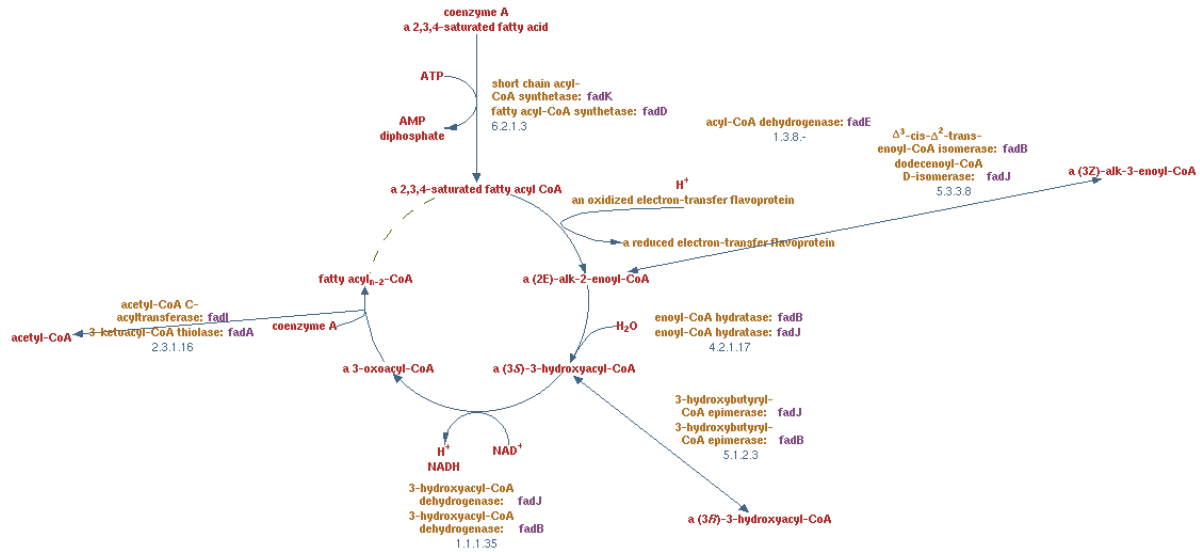 coenzyme A
a 2,3,4-saturated fatty acid
ATP
short chain acyl-
CoA synthetase: fadK
fatty acyl-CoA synthetase: fadD
6.2.1.3
AMP
diphosphate
acyl-CoA dehydrogenase: fadE
1.3.8.-
Δ³-cis-Δ²-trans-
enoyl-CoA isomerase: fadB
dodecenoyl-CoA
D-isomerase: fadJ
5.3.3.8
a (3Z)-alk-3-enoyl-CoA
a 2,3,4-saturated fatty acyl CoA
H⁺
an oxidized electron-transfer flavoprotein
a reduced electron-transfer flavoprotein
fatty acylₙ₋₂-CoA
a (2E)-alk-2-enoyl-CoA
acetyl-CoA C-
acyltransferase: fadI
3-ketoacyl-CoA thiolase: fadA
2.3.1.16
acetyl-CoA
coenzyme A
H₂O
enoyl-CoA hydratase: fadB
enoyl-CoA hydratase: fadJ
4.2.1.17
a 3-oxoacyl-CoA
a (3S)-3-hydroxyacyl-CoA
3-hydroxybutyryl-
CoA epimerase: fadJ
3-hydroxybutyryl-
CoA epimerase: fadB
5.1.2.3
H⁺
NADH
NAD⁺
3-hydroxyacyl-CoA
dehydrogenase: fadJ
3-hydroxyacyl-CoA
dehydrogenase: fadB
1.1.1.35
a (3R)-3-hydroxyacyl-CoA